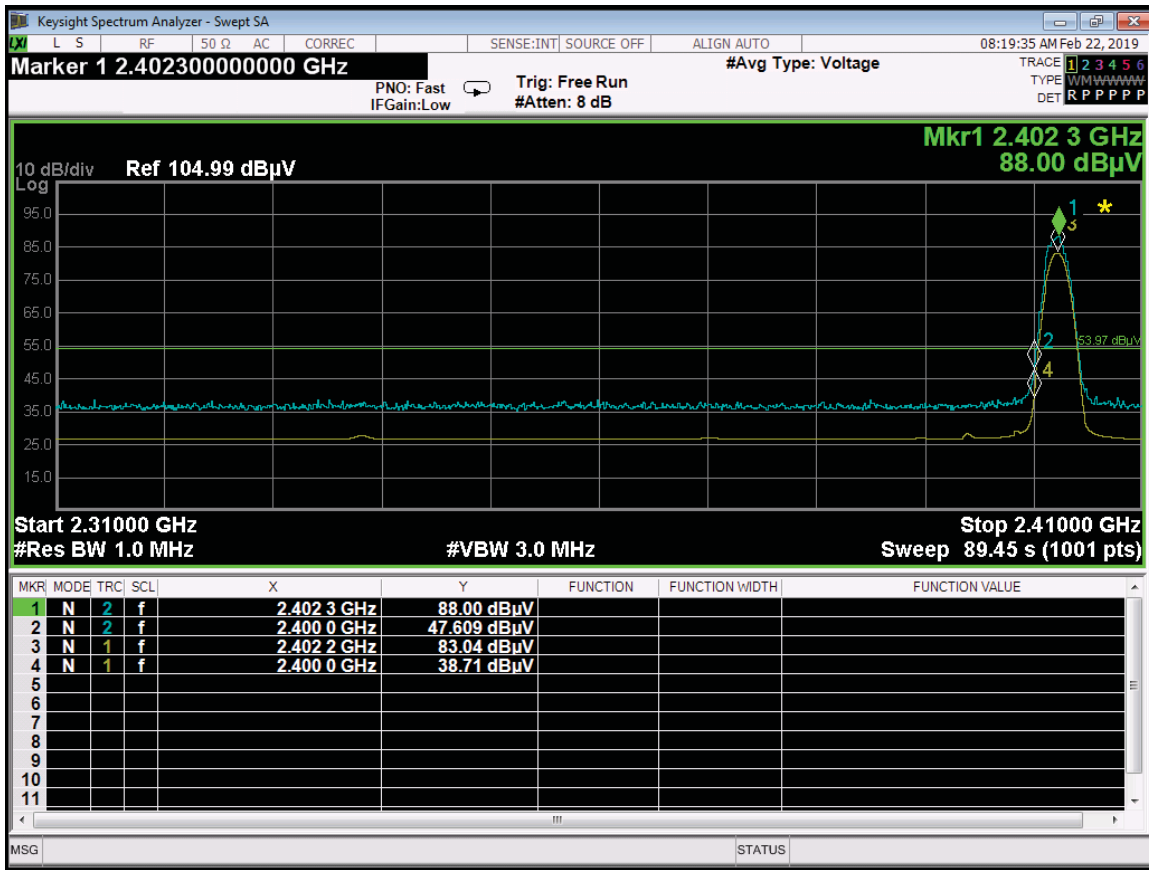 Keysight Spectrum Analyzer - Swept SA
LXI L S RF 50 Ω AC CORREC SENSE:INT SOURCE OFF ALIGN AUTO 08:19:35 AM Feb 22, 2019
Marker 1 2.402300000000 GHz
PNO: Fast
IFGain:Low
Trig: Free Run
#Atten: 8 dB
#Avg Type: Voltage
TRACE 1 2 3 4 5 6
TYPE WMWWWW
DET R P P P P P
Mkr1 2.402 3 GHz
88.00 dBµV
10 dB/div Ref 104.99 dBµV
Log
95.0
85.0
75.0
65.0
55.0
45.0
35.0
25.0
15.0
1
3
2
4
53.97 dBµV
Start 2.31000 GHz Stop 2.41000 GHz
#Res BW 1.0 MHz #VBW 3.0 MHz Sweep 89.45 s (1001 pts)
MKR MODE TRC SCL X Y FUNCTION FUNCTION WIDTH FUNCTION VALUE
1 N 2 f 2.402 3 GHz 88.00 dBµV
2 N 2 f 2.400 0 GHz 47.609 dBµV
3 N 1 f 2.402 2 GHz 83.04 dBµV
4 N 1 f 2.400 0 GHz 38.71 dBµV
5
6
7
8
9
10
11
MSG STATUS